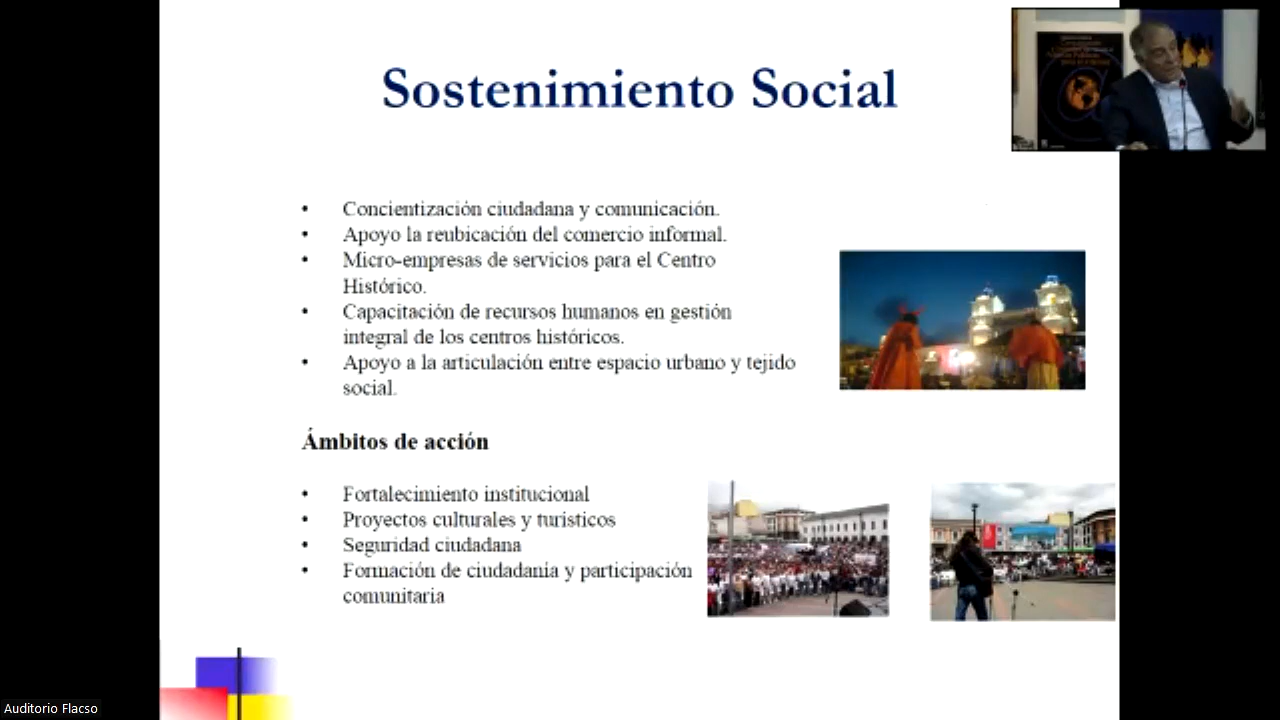 Sostenimiento Social
• Concientización ciudadana y comunicación.
• Apoyo la reubicación del comercio informal.
• Micro-empresas de servicios para el Centro
Histórico.
• Capacitación de recursos humanos en gestión
integral de los centros históricos.
• Apoyo a la articulación entre espacio urbano y tejido
social.
Ámbitos de acción
• Fortalecimiento institucional
• Proyectos culturales y turísticos
• Seguridad ciudadana
• Formación de ciudadanía y participación
comunitaria
Auditorio Flacso